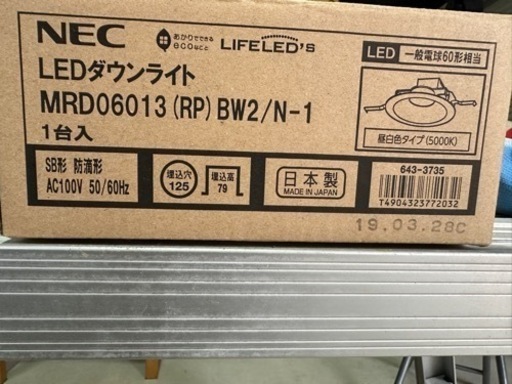 NEC
あかりでできる
ecoなこと
LIFELED'S
LED 一般電球60形相当
LEDダウンライト
MRD06013(RP)BW2/N-1
1台入
昼白色タイプ(5000K)
SB形 防滴形
AC100V 50/60Hz
埋込穴
125
埋込高
79
日本製
MADE IN JAPAN
643-3735
T4904323772032
19.03.28C